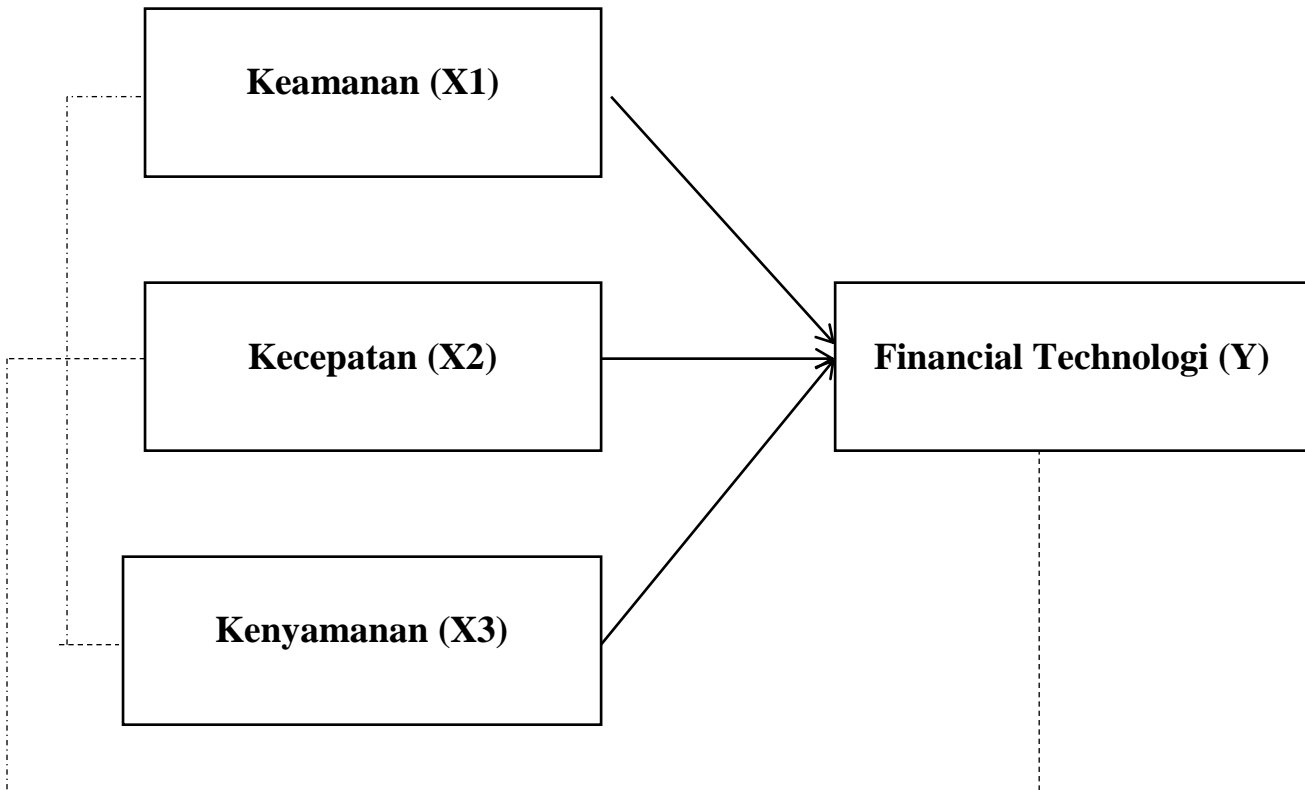 Keamanan (X1)
Kecepatan (X2)
Financial Technologi (Y)
Kenyamanan (X3)